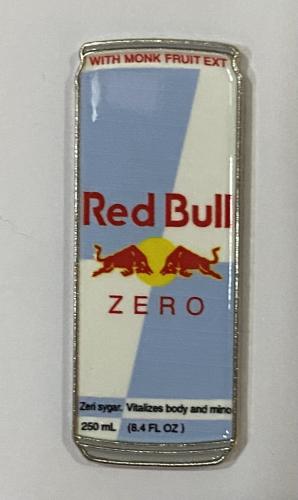 WITH MONK FRUIT EXT
Red Bull
ZERO
Zeri sygar. Vitalizes body and mino
250 mL (8.4 FL OZ )